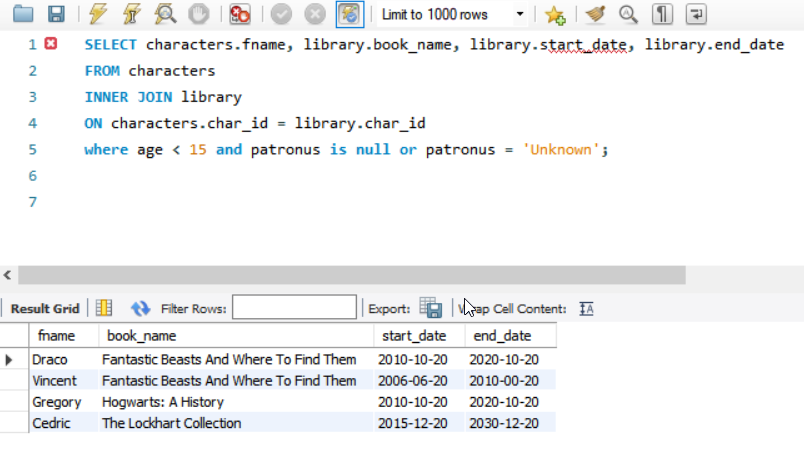 Limit to 1000 rows
1 SELECT characters.fname, library.book_name, library.start_date, library.end_date
2 FROM characters
3 INNER JOIN library
4 ON characters.char_id = library.char_id
5 where age < 15 and patronus is null or patronus = 'Unknown';
6
7
Result Grid Filter Rows: Export: Wrap Cell Content:
fname book_name start_date end_date
Draco Fantastic Beasts And Where To Find Them 2010-10-20 2020-10-20
Vincent Fantastic Beasts And Where To Find Them 2006-06-20 2010-00-20
Gregory Hogwarts: A History 2010-10-20 2020-10-20
Cedric The Lockhart Collection 2015-12-20 2030-12-20